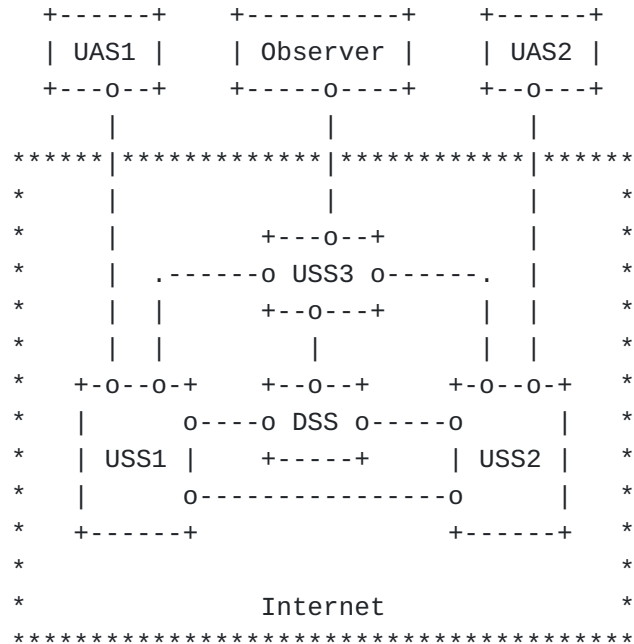 UAS1 Observer UAS2
USS3
DSS
USS1 USS2
Internet